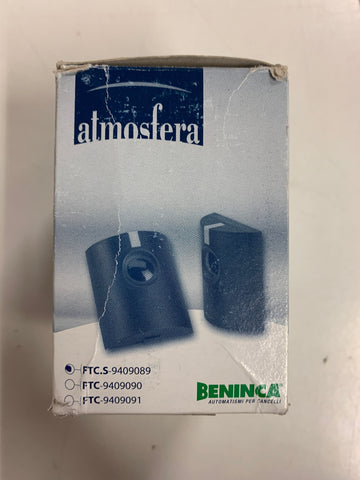 atmosfera
FTC.S-9409089
FTC-9409090
FTC-9409091
BENINCA®
AUTOMATISMI PER CANCELLI